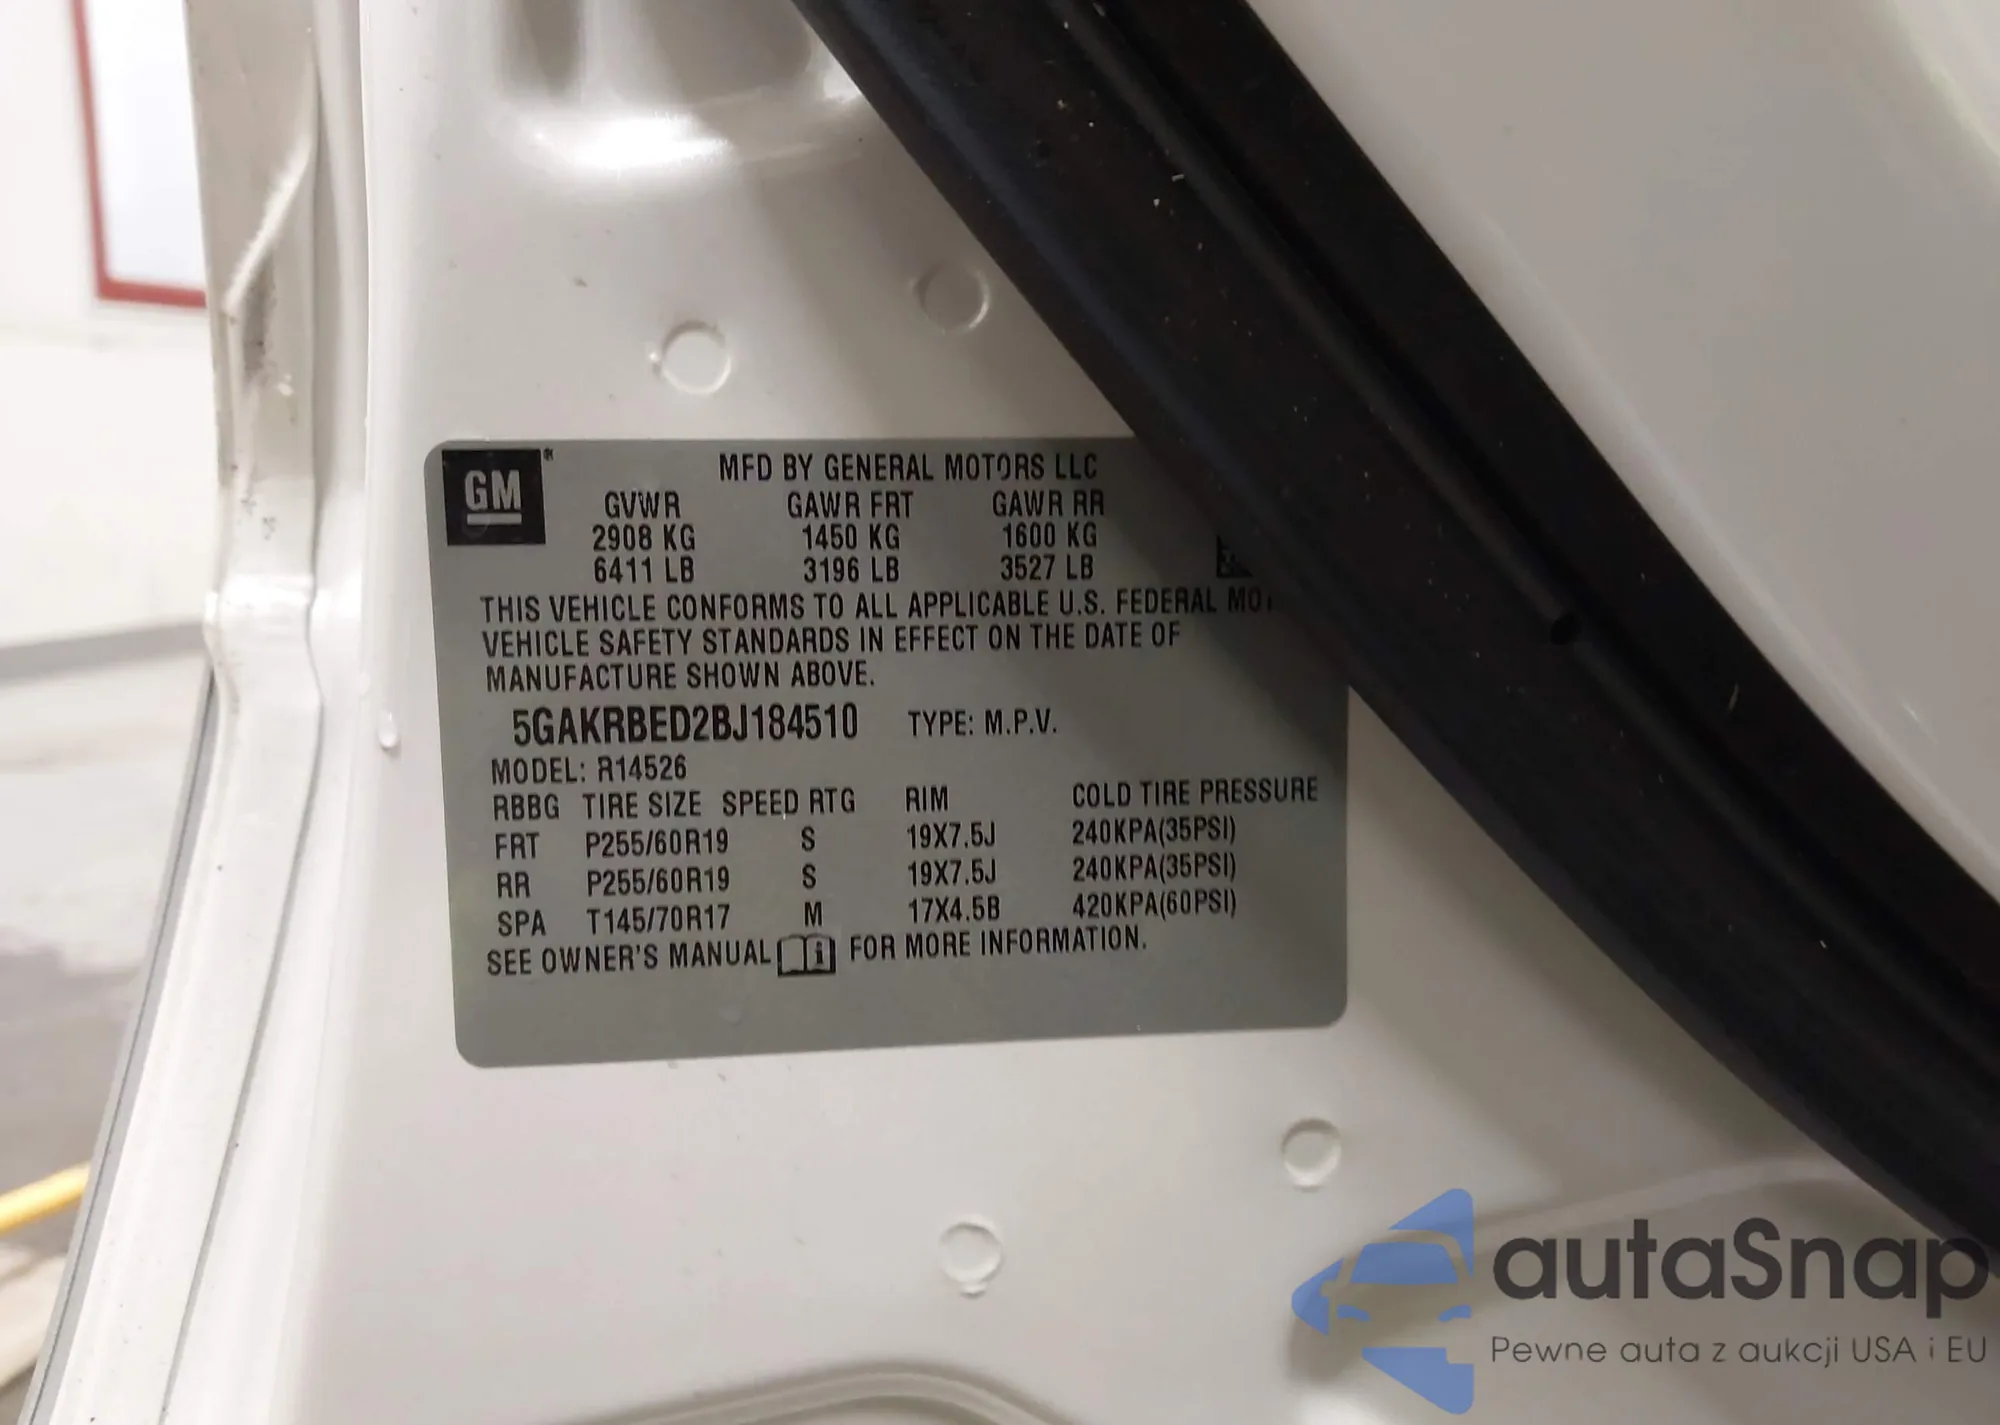 GM
MFD BY GENERAL MOTORS LLC
GVWR GAWR FRT GAWR RR
2908 KG 1450 KG 1600 KG
6411 LB 3196 LB 3527 LB
THIS VEHICLE CONFORMS TO ALL APPLICABLE U.S. FEDERAL
VEHICLE SAFETY STANDARDS IN EFFECT ON THE DATE OF
MANUFACTURE SHOWN ABOVE.
5GAKRBED2BJ184510 TYPE: M.P.V.
MODEL: R14526
RBBG TIRE SIZE SPEED RTG RIM COLD TIRE PRESSURE
FRT P255/60R19 S 19X7.5J 240KPA(35PSI)
RR P255/60R19 S 19X7.5J 240KPA(35PSI)
SPA T145/70R17 M 17X4.5B 420KPA(60PSI)
SEE OWNER'S MANUAL FOR MORE INFORMATION.
autaSnap
Pewne auta z aukcji USA i EU